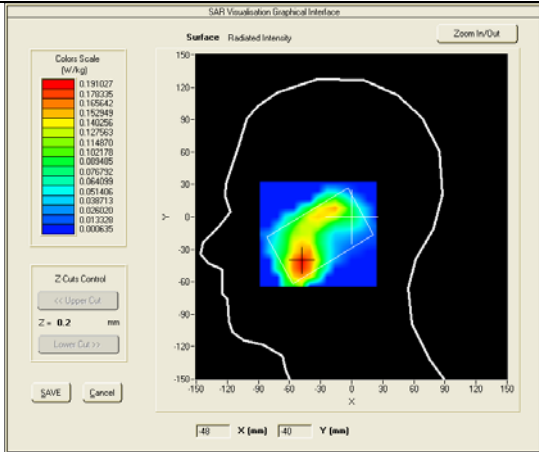 SAR Visualisation Graphical Interface
Surface Radiated Intensity
Zoom In/Out
Colors Scale
(W/kg)
0.191027
0.178335
0.165642
0.152949
0.140256
0.127563
0.114870
0.102178
0.089485
0.076792
0.064099
0.051406
0.038713
0.026020
0.013328
0.000635
Z Cuts Control
<< Upper Cut
Z = 0.2 mm
Lower Cut >>
SAVE Cancel
150
120
90
60
30
0
-30
-60
-90
-120
-150
Y
-150 -120 -90 -60 -30 0 30 60 90 120 150
X
-48 X (mm) -40 Y (mm)